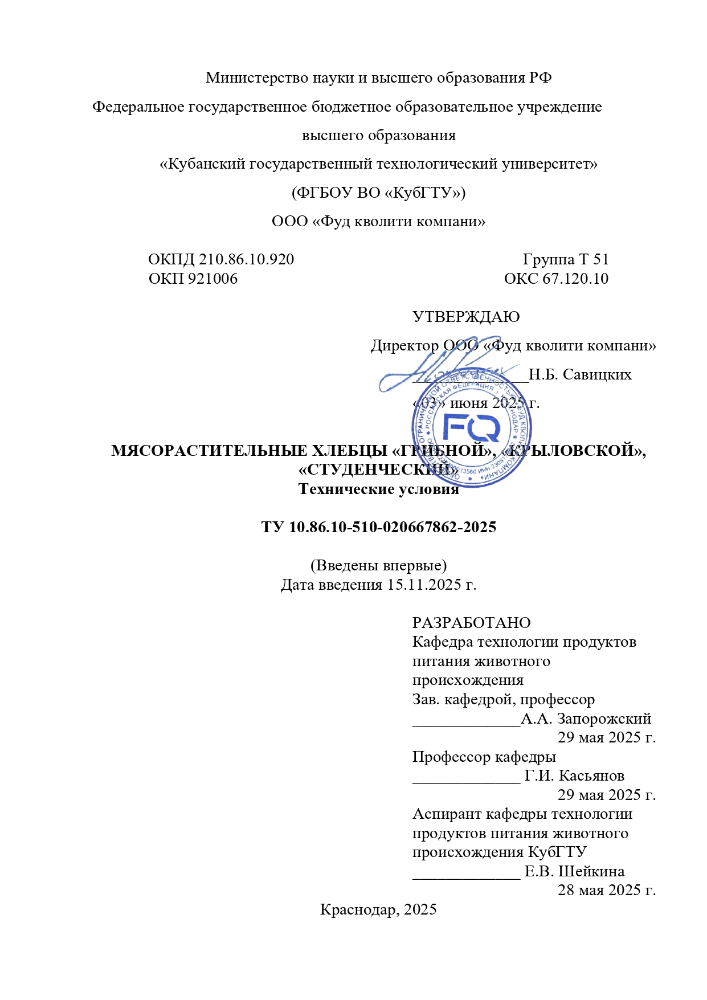 Министерство науки и высшего образования РФ
Федеральное государственное бюджетное образовательное учреждение
высшего образования
«Кубанский государственный технологический университет»
(ФГБОУ ВО «КубГТУ»)
ООО «Фуд кволити компани»
ОКПД 210.86.10.920 Группа Т 51
ОКП 921006 ОКС 67.120.10
УТВЕРЖДАЮ
Директор ООО «Фуд кволити компани»
______________Н.Б. Савицких
«03» июня 2025 г.
FQ
МЯСОРАСТИТЕЛЬНЫЕ ХЛЕБЦЫ «ГРИБНОЙ», «КРЫЛОВСКОЙ»,
«СТУДЕНЧЕСКИЙ»
Технические условия
ТУ 10.86.10-510-020667862-2025
(Введены впервые)
Дата введения 15.11.2025 г.
РАЗРАБОТАНО
Кафедра технологии продуктов
питания животного
происхождения
Зав. кафедрой, профессор
_____________А.А. Запорожский
29 мая 2025 г.
Профессор кафедры
_____________ Г.И. Касьянов
29 мая 2025 г.
Аспирант кафедры технологии
продуктов питания животного
происхождения КубГТУ
_____________ Е.В. Шейкина
28 мая 2025 г.
Краснодар, 2025